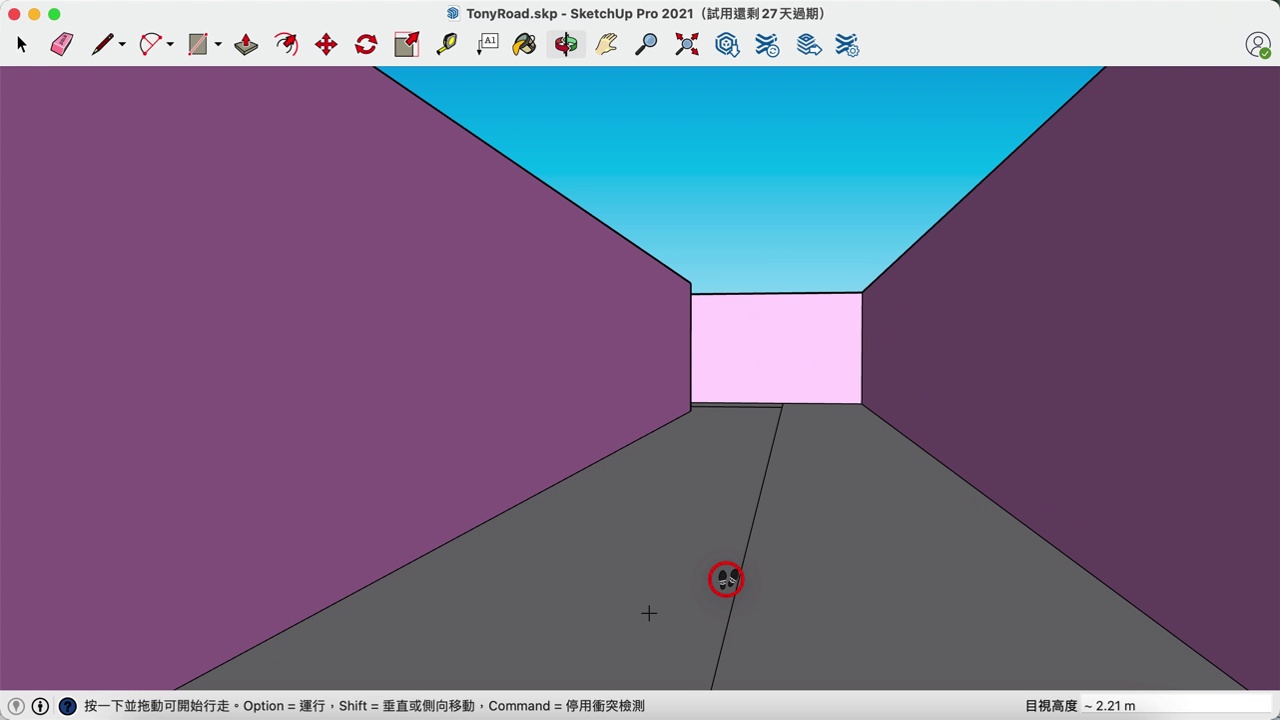 TonyRoad.skp - SketchUp Pro 2021（試用還剩 27 天過期）
A1
按一下並拖動可開始行走。Option = 運行，Shift = 垂直或側向移動，Command = 停用衝突檢測
目視高度 ~ 2.21 m